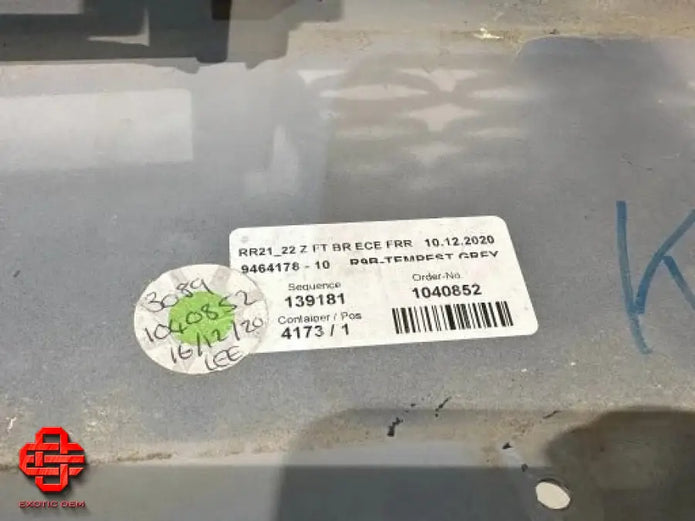 RR21_22 Z FT BR ECE FRR 10.12.2020
9464178 - 10 B9B-TEMPEST GREY
Sequence
139181
Order-No.
1040852
Container / Pos
4173 / 1
3089
1040852
16/12/20
LEE
K
EXOTIC OEM